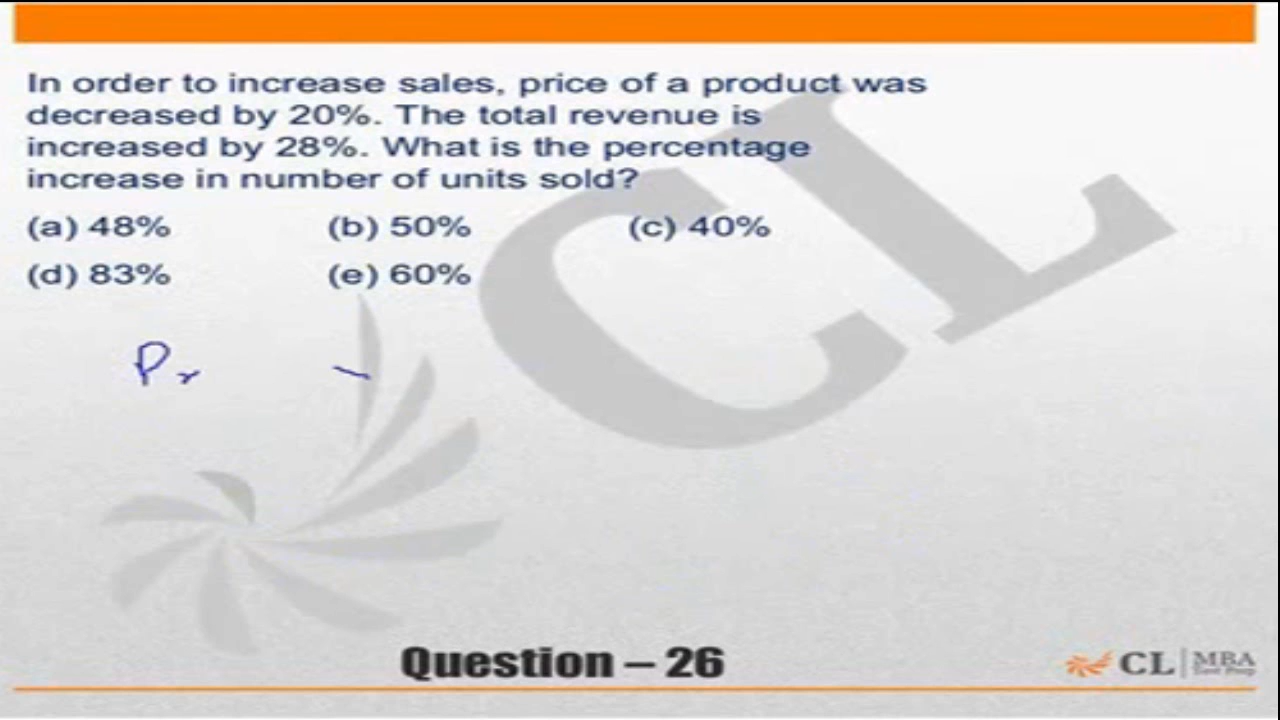 In order to increase sales, price of a product was
decreased by 20%. The total revenue is
increased by 28%. What is the percentage
increase in number of units sold?
(a) 48% (b) 50% (c) 40%
(d) 83% (e) 60%
CL
Question – 26
CL MBA